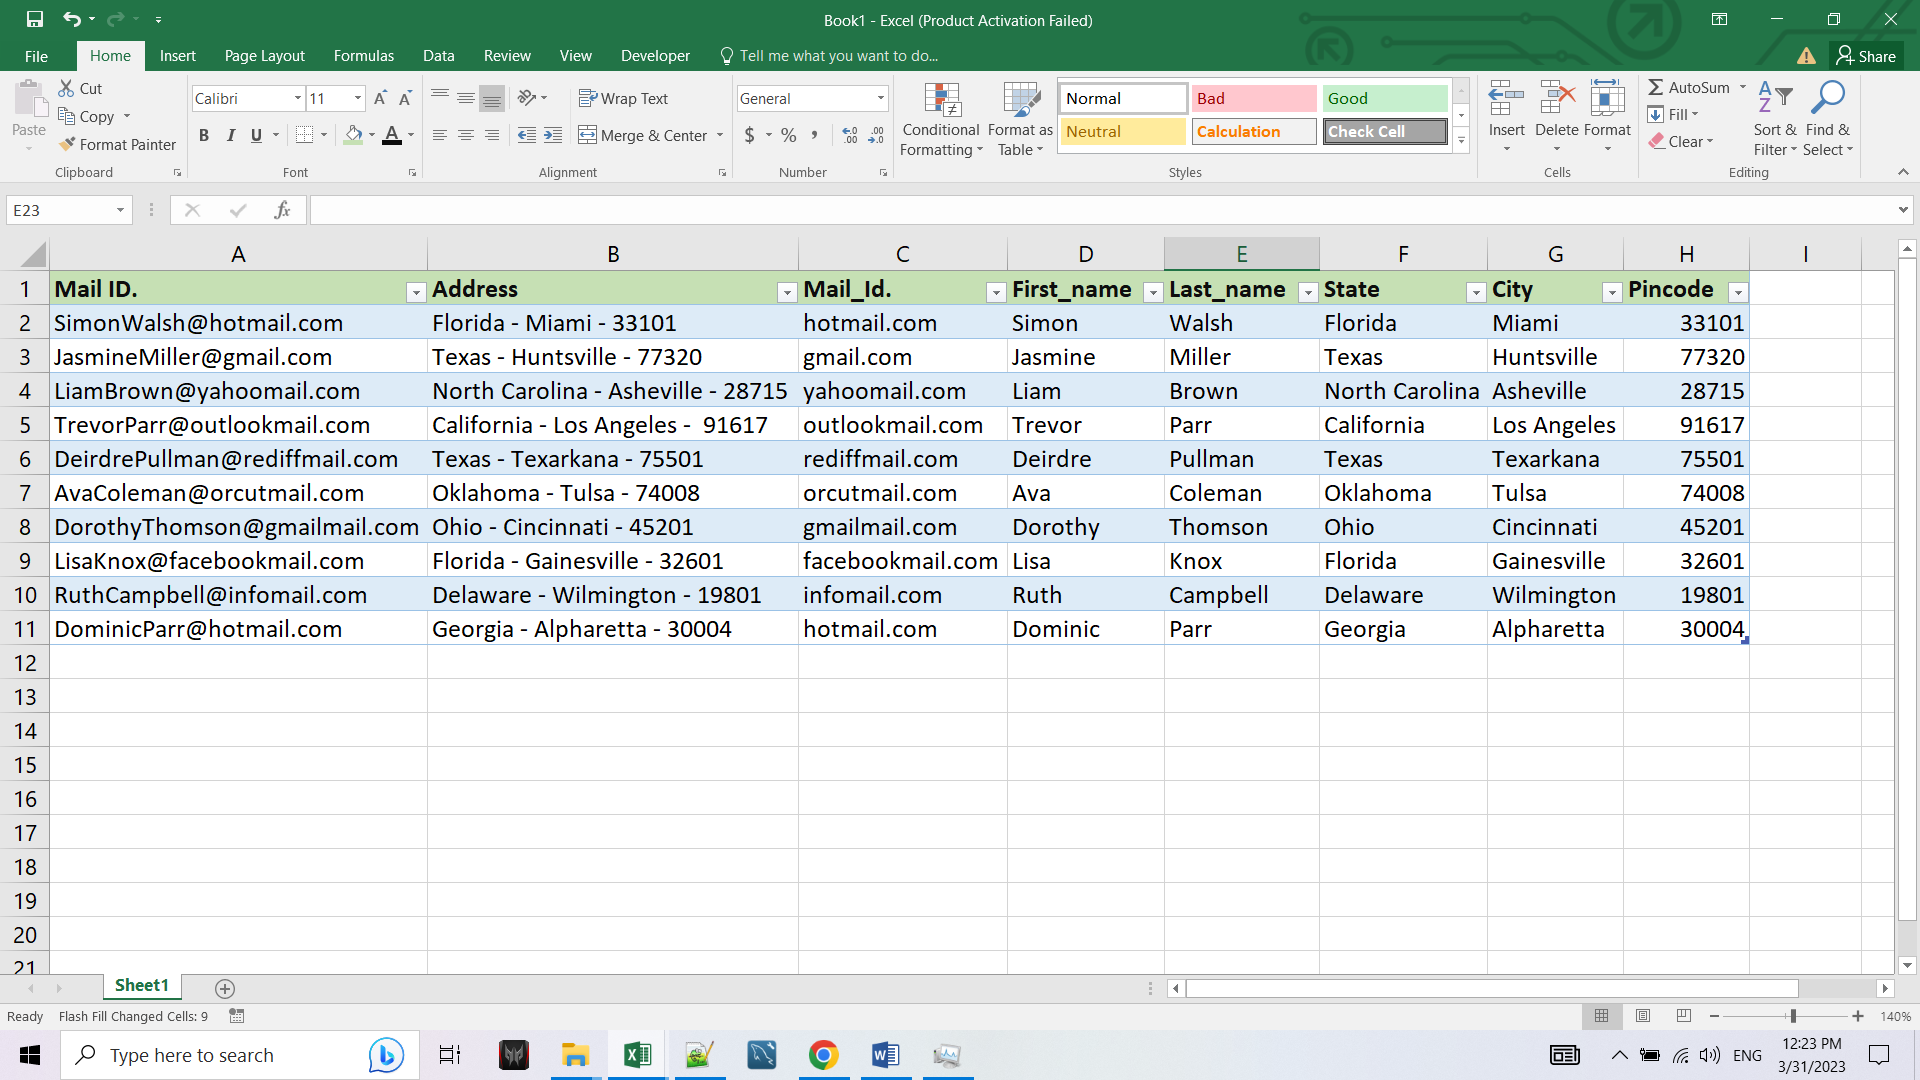 Book1 - Excel (Product Activation Failed)
File Home Insert Page Layout Formulas Data Review View Developer Tell me what you want to do... Share
Cut
Copy
Format Painter
Paste
Clipboard
Calibri 11 A A
B I U A
Font
Wrap Text
Merge & Center
Alignment
General
$ % , .00 .00
Number
Conditional Formatting
Format as Table
Normal Bad Good
Neutral Calculation Check Cell
Styles
Insert Delete Format
Cells
AutoSum
Fill
Clear
Sort & Filter
Find & Select
Editing
E23 fx
A B C D E F G H I
1 Mail ID. Address Mail_Id. First_name Last_name State City Pincode
2 SimonWalsh@hotmail.com Florida - Miami - 33101 hotmail.com Simon Walsh Florida Miami 33101
3 JasmineMiller@gmail.com Texas - Huntsville - 77320 gmail.com Jasmine Miller Texas Huntsville 77320
4 LiamBrown@yahoomail.com North Carolina - Asheville - 28715 yahoomail.com Liam Brown North Carolina Asheville 28715
5 TrevorParr@outlookmail.com California - Los Angeles -  91617 outlookmail.com Trevor Parr California Los Angeles 91617
6 DeirdrePullman@rediffmail.com Texas - Texarkana - 75501 rediffmail.com Deirdre Pullman Texas Texarkana 75501
7 AvaColeman@orcutmail.com Oklahoma - Tulsa - 74008 orcutmail.com Ava Coleman Oklahoma Tulsa 74008
8 DorothyThomson@gmailmail.com Ohio - Cincinnati - 45201 gmailmail.com Dorothy Thomson Ohio Cincinnati 45201
9 LisaKnox@facebookmail.com Florida - Gainesville - 32601 facebookmail.com Lisa Knox Florida Gainesville 32601
10 RuthCampbell@infomail.com Delaware - Wilmington - 19801 infomail.com Ruth Campbell Delaware Wilmington 19801
11 DominicParr@hotmail.com Georgia - Alpharetta - 30004 hotmail.com Dominic Parr Georgia Alpharetta 30004
12
13
14
15
16
17
18
19
20
21
Sheet1
Ready Flash Fill Changed Cells: 9 140%
Type here to search
ENG
12:23 PM
3/31/2023